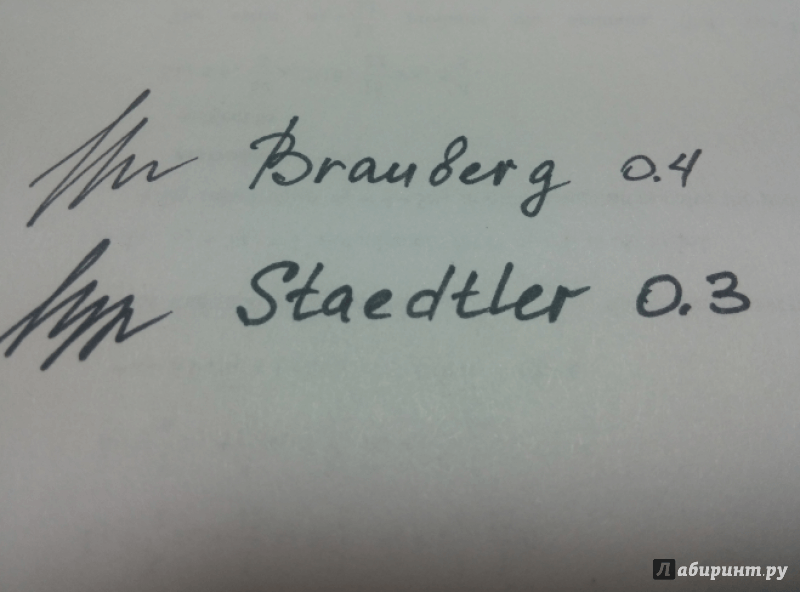 Brauberg 0.4
Staedtler 0.3
Лабиринт.ру